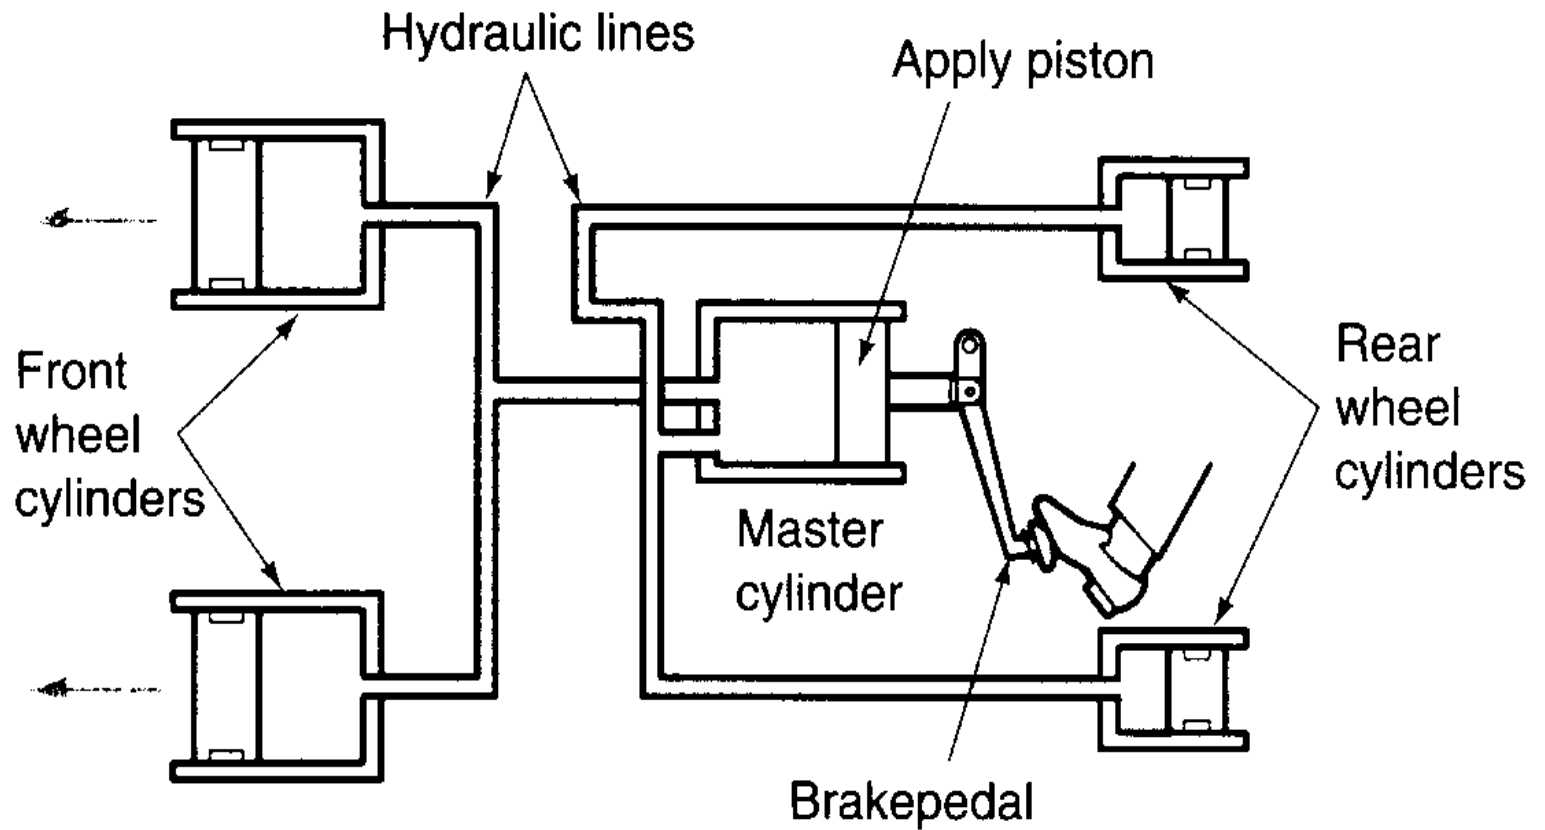 Hydraulic lines
Apply piston
Front
wheel
cylinders
Rear
wheel
cylinders
Master
cylinder
Brakepedal